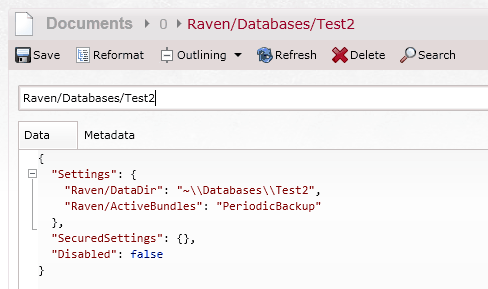 Documents > 0 > Raven/Databases/Test2
Save Reformat Outlining Refresh Delete Search
Raven/Databases/Test2
Data Metadata
{
"Settings": {
"Raven/DataDir": "~\\Databases\\Test2",
"Raven/ActiveBundles": "PeriodicBackup"
},
"SecuredSettings": {},
"Disabled": false
}